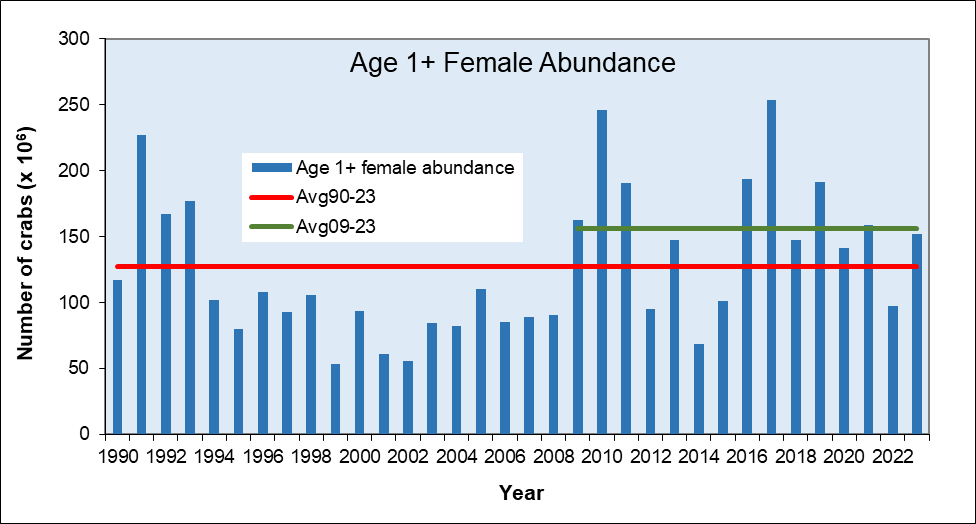 Age 1+ Female Abundance
300
250
200
150
100
50
0
Number of crabs (x 10⁶)
Age 1+ female abundance
Avg90-23
Avg09-23
1990 1992 1994 1996 1998 2000 2002 2004 2006 2008 2010 2012 2014 2016 2018 2020 2022
Year